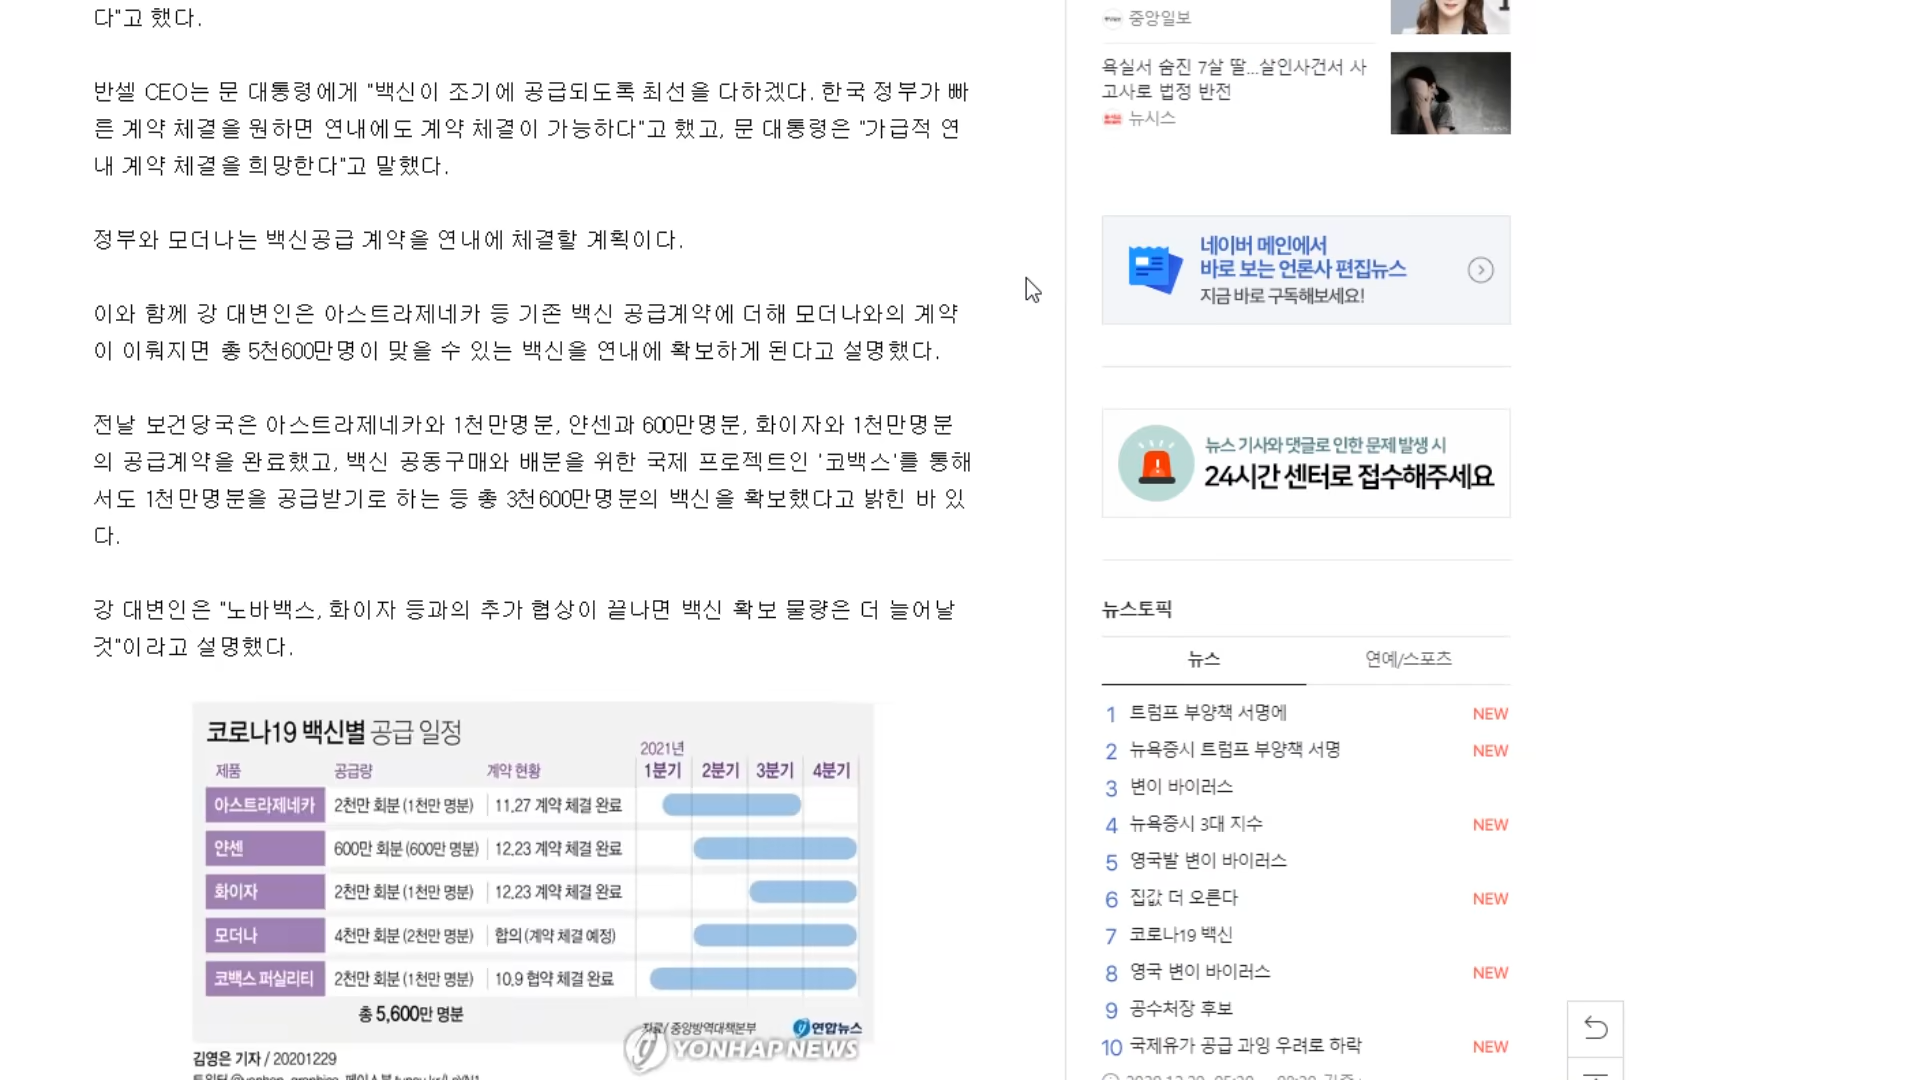 다"고 했다.
반셀 CEO는 문 대통령에게 "백신이 조기에 공급되도록 최선을 다하겠다. 한국 정부가 빠
른 계약 체결을 원하면 연내에도 계약 체결이 가능하다"고 했고, 문 대통령은 "가급적 연
내 계약 체결을 희망한다"고 말했다.
정부와 모더나는 백신공급 계약을 연내에 체결할 계획이다.
이와 함께 강 대변인은 아스트라제네카 등 기존 백신 공급계약에 더해 모더나와의 계약
이 이뤄지면 총 5천600만명이 맞을 수 있는 백신을 연내에 확보하게 된다고 설명했다.
전날 보건당국은 아스트라제네카와 1천만명분, 얀센과 600만명분, 화이자와 1천만명분
의 공급계약을 완료했고, 백신 공동구매와 배분을 위한 국제 프로젝트인 '코백스'를 통해
서도 1천만명분을 공급받기로 하는 등 총 3천600만명분의 백신을 확보했다고 밝힌 바 있
다.
강 대변인은 "노바백스, 화이자 등과의 추가 협상이 끝나면 백신 확보 물량은 더 늘어날
것"이라고 설명했다.
코로나19 백신별 공급 일정
2021년
제품 공급량 계약 현황 1분기 2분기 3분기 4분기
아스트라제네카 2천만 회분 (1천만 명분) 11.27 계약 체결 완료
얀센 600만 회분 (600만 명분) 12.23 계약 체결 완료
화이자 2천만 회분 (1천만 명분) 12.23 계약 체결 완료
모더나 4천만 회분 (2천만 명분) 합의 (계약 체결 예정)
코백스 퍼실리티 2천만 회분 (1천만 명분) 10.9 협약 체결 완료
총 5,600만 명분
자료/ 중앙방역대책본부 연합뉴스
YONHAP NEWS
김영은 기자 / 20201229
중앙일보
욕실서 숨진 7살 딸...살인사건서 사
고사로 법정 반전
뉴시스
네이버 메인에서
바로 보는 언론사 편집뉴스
지금 바로 구독해보세요!
뉴스 기사와 댓글로 인한 문제 발생 시
24시간 센터로 접수해주세요
뉴스토픽
뉴스 연예/스포츠
1 트럼프 부양책 서명에 NEW
2 뉴욕증시 트럼프 부양책 서명 NEW
3 변이 바이러스
4 뉴욕증시 3대 지수 NEW
5 영국발 변이 바이러스
6 집값 더 오른다 NEW
7 코로나19 백신
8 영국 변이 바이러스 NEW
9 공수처장 후보
10 국제유가 공급 과잉 우려로 하락 NEW